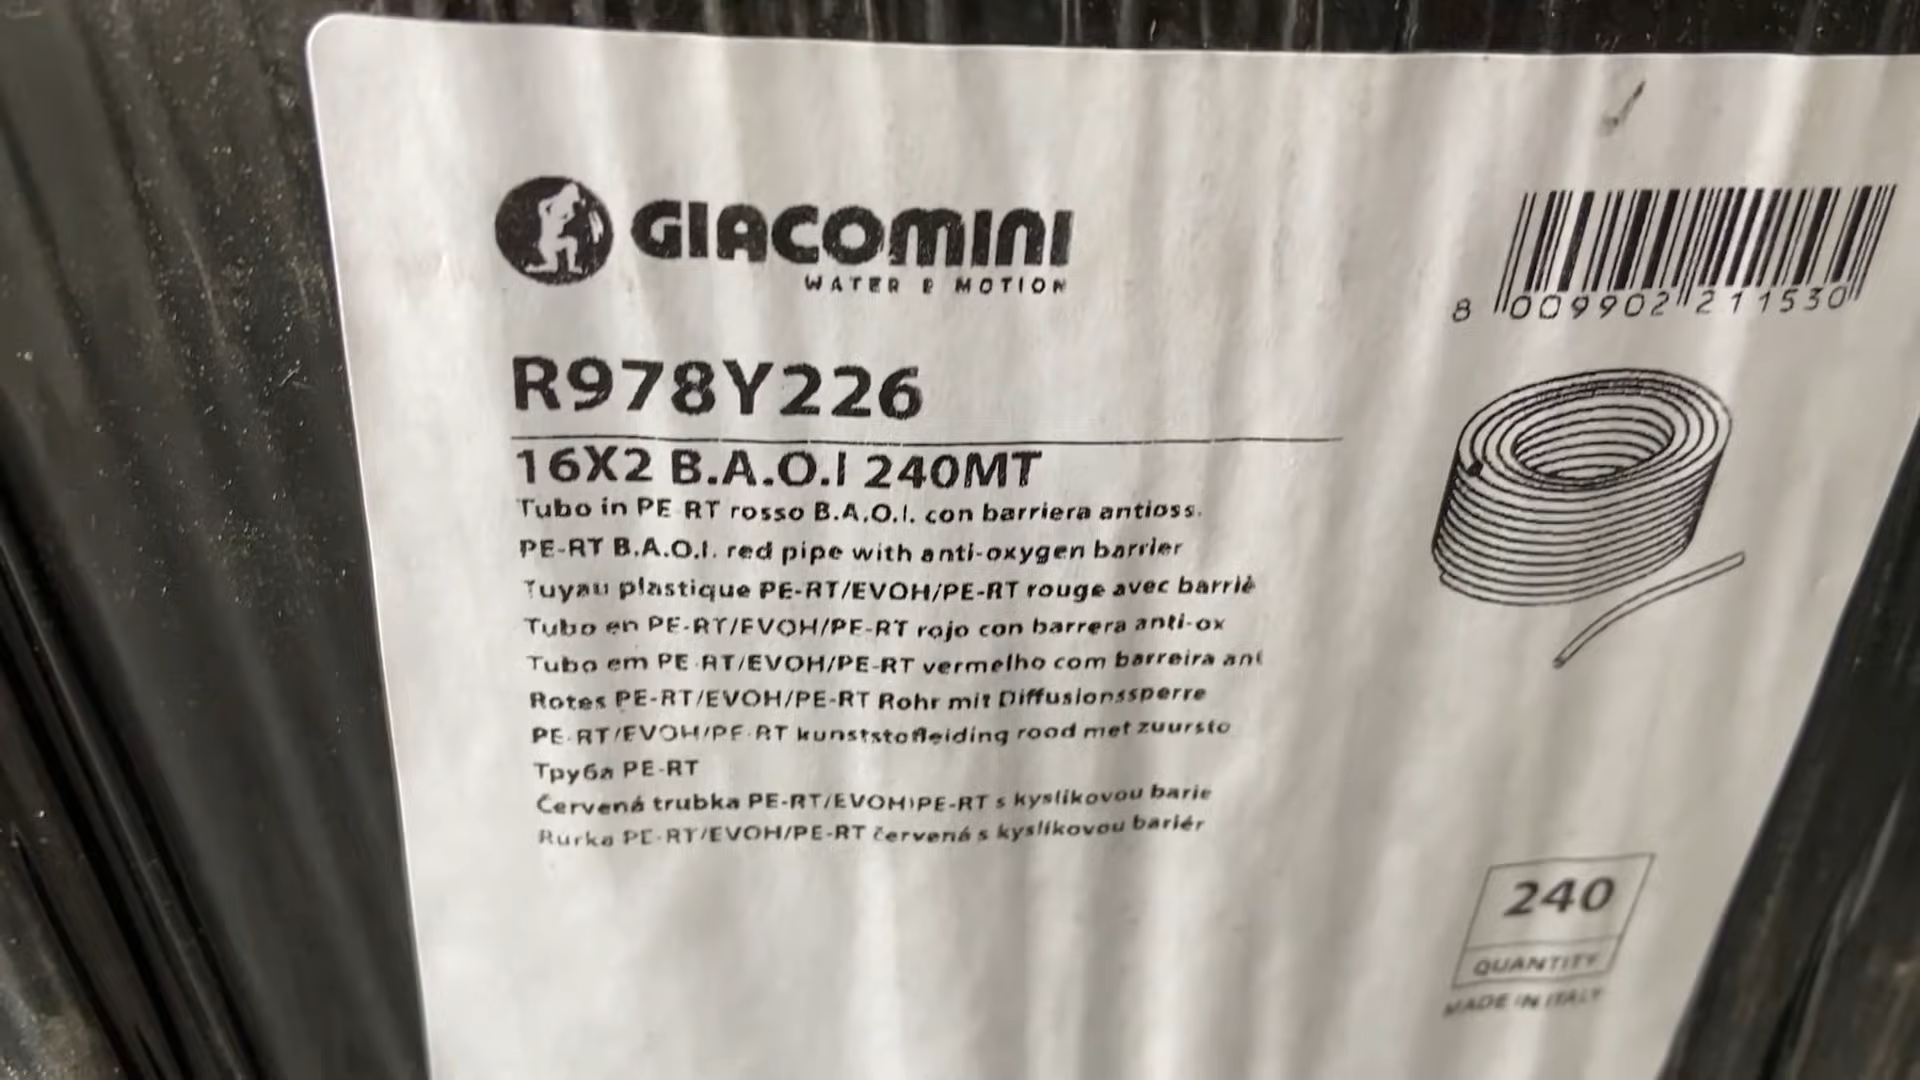 GIACOMINI
WATER E MOTION
8 009902 211530
R978Y226
16X2 B.A.O.I 240MT
Tubo in PE RT rosso B.A.O.I. con barriera antioss.
PE-RT B.A.O.I. red pipe with anti-oxygen barrier
Tuyau plastique PE-RT/EVOH/PE-RT rouge avec barriè
Tubo en PE-RT/EVOH/PE-RT rojo con barrera anti-ox
Tubo em PE-RT/EVOH/PE-RT vermelho com barreira ant
Rotes PE-RT/EVOH/PE-RT Rohr mit Diffusionssperre
PE-RT/EVOH/PE-RT kunststofleiding rood met zuursto
Труба PE-RT
Červená trubka PE-RT/EVOH/PE-RT s kyslíkovou barie
Rurka PE-RT/EVOH/PE-RT červená s kyslíkovou bariér
240
QUANTITY
MADE IN ITALY